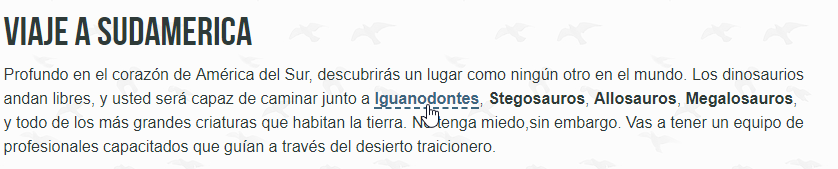 VIAJE A SUDAMERICA
Profundo en el corazón de América del Sur, descubrirás un lugar como ningún otro en el mundo. Los dinosaurios
andan libres, y usted será capaz de caminar junto a Iguanodontes, Stegosauros, Allosauros, Megalosauros,
y todo de los más grandes criaturas que habitan la tierra. No tenga miedo,sin embargo. Vas a tener un equipo de
profesionales capacitados que guían a través del desierto traicionero.